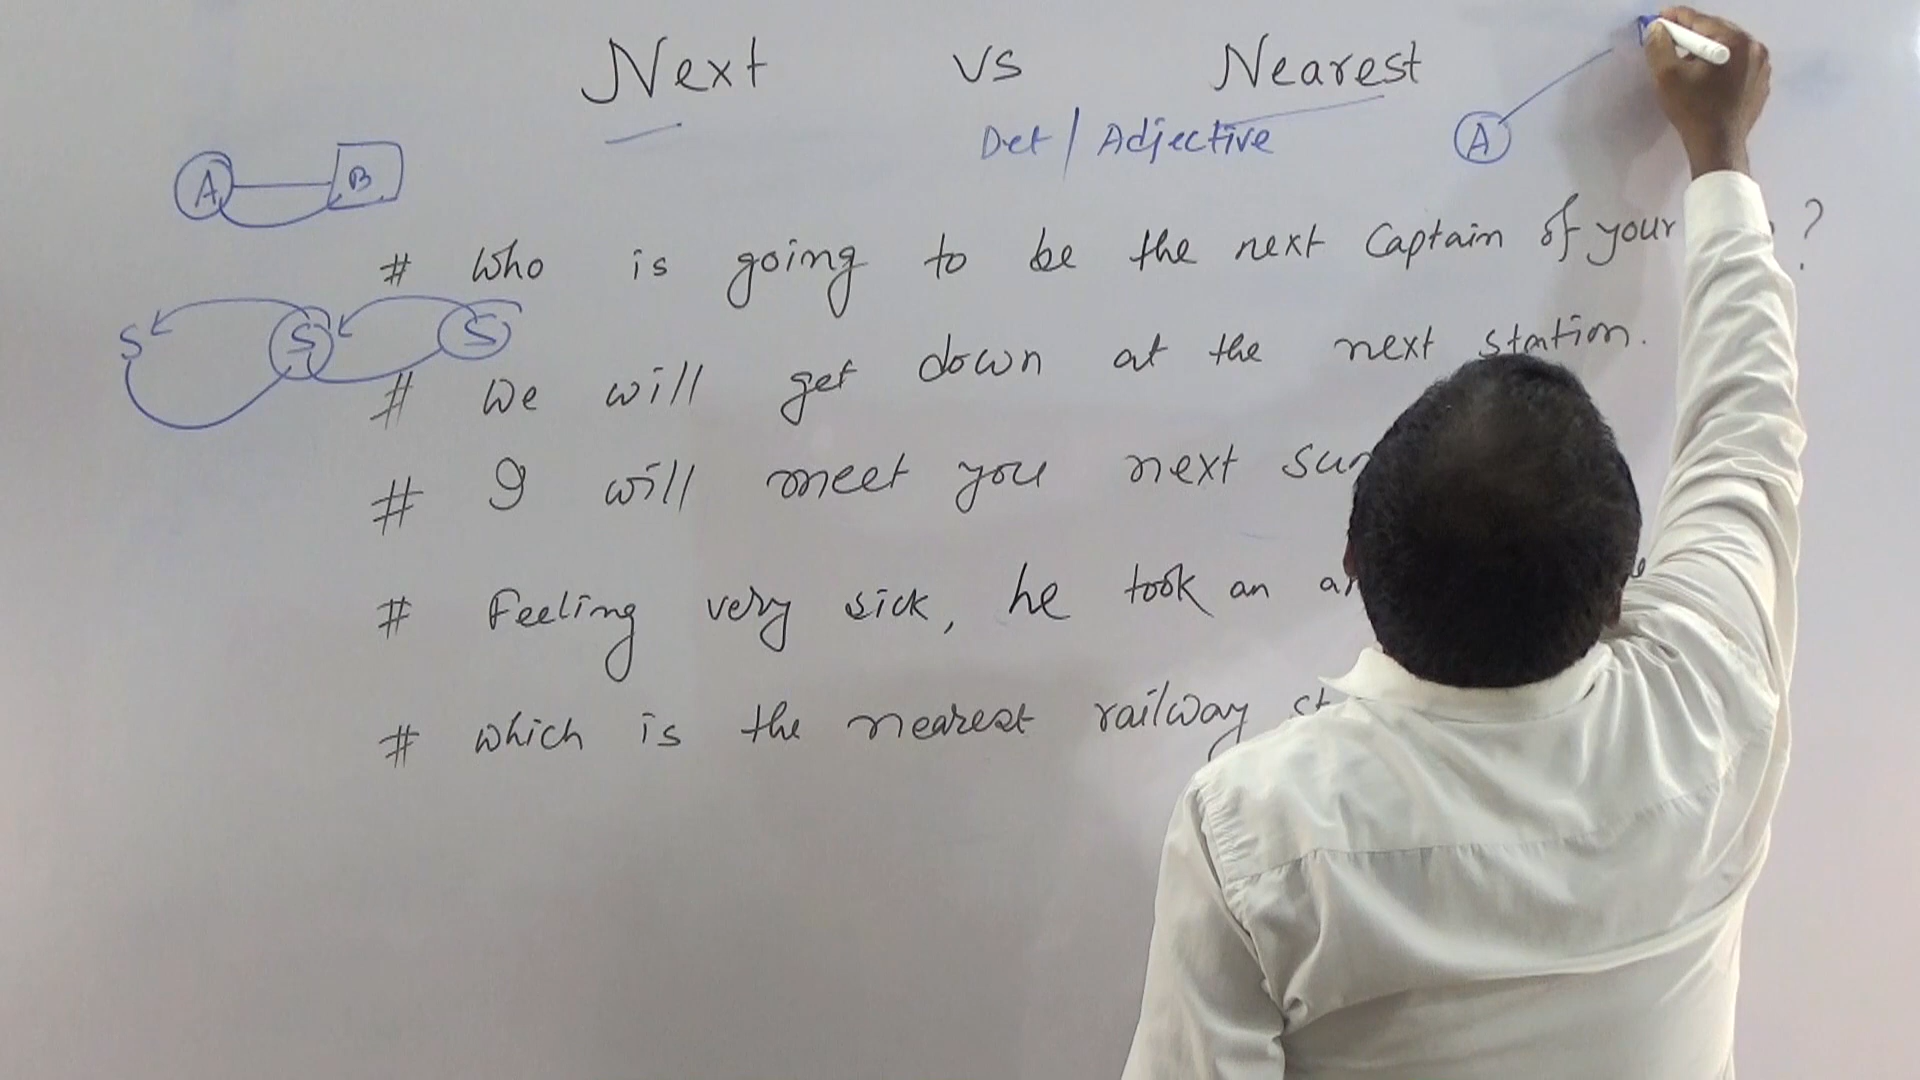 Next vs Nearest
Det / Adjective
A
A B
# Who is going to be the next Captain of your ?
S S S
# We will get down at the next station.
# I will meet you next
# Feeling very sick, he took an
# which is the nearest railway